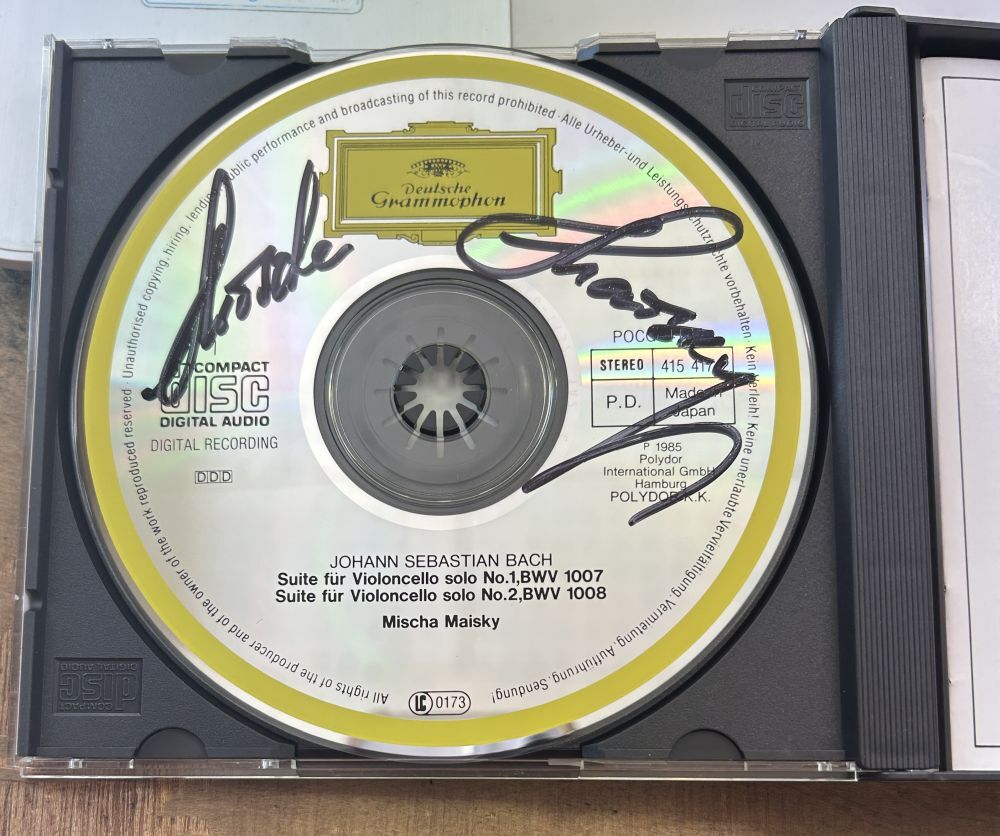 All rights of the producer and of the owner of the work reproduced reserved · Unauthorised copying, hiring, lending, public performance and broadcasting of this record prohibited · Alle Urheber- und Leistungsschutzrechte vorbehalten · Kein Verleih! Keine unerlaubte Vervielfältigung, Vermietung, Aufführung, Sendung!
Deutsche
Grammophon
COMPACT
disc
DIGITAL AUDIO
DIGITAL RECORDING
DDD
STEREO
415
P.D.
Made in
Japan
P 1985
Polydor
International GmbH
Hamburg
POLYDOR K.K.
JOHANN SEBASTIAN BACH
Suite für Violoncello solo No.1,BWV 1007
Suite für Violoncello solo No.2,BWV 1008
Mischa Maisky
LC 0173
COMPACT
disc
DIGITAL AUDIO
COMPACT
disc
DIGITAL AUDIO